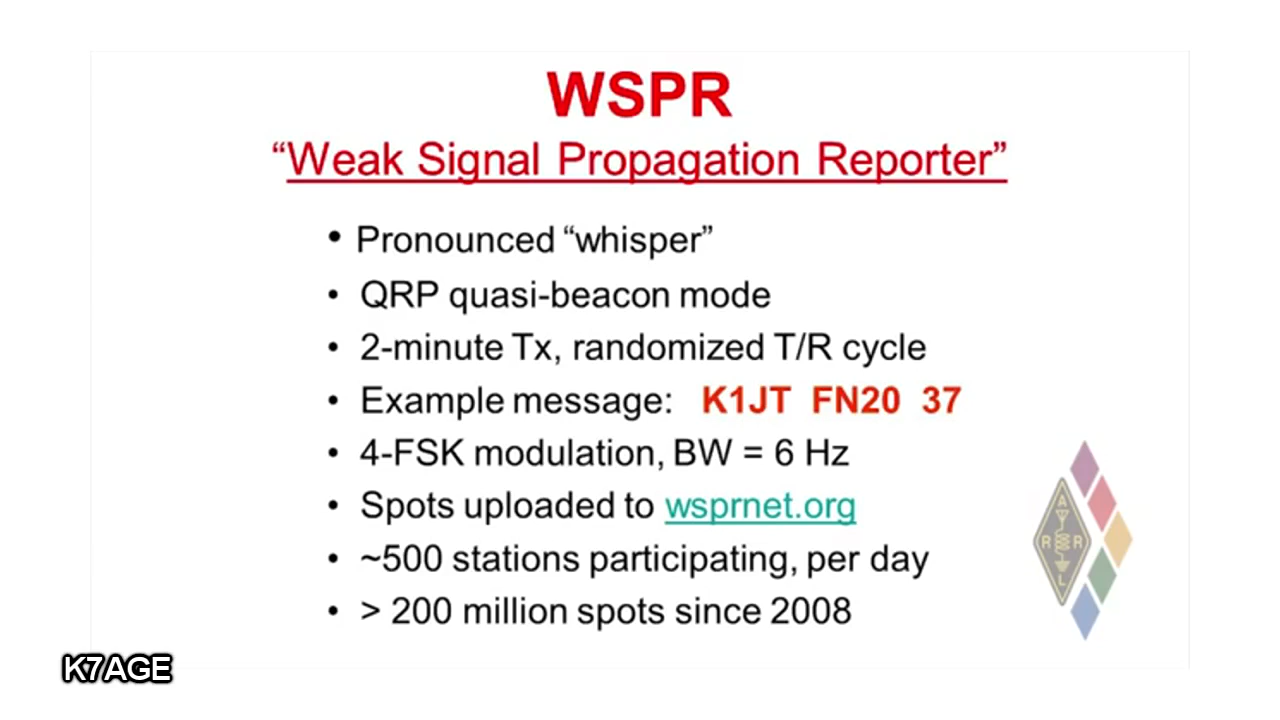 WSPR
“Weak Signal Propagation Reporter”
• Pronounced “whisper”
• QRP quasi-beacon mode
• 2-minute Tx, randomized T/R cycle
• Example message: K1JT FN20 37
• 4-FSK modulation, BW = 6 Hz
• Spots uploaded to wsprnet.org
• ~500 stations participating, per day
• > 200 million spots since 2008
A
R R
L
K7AGE